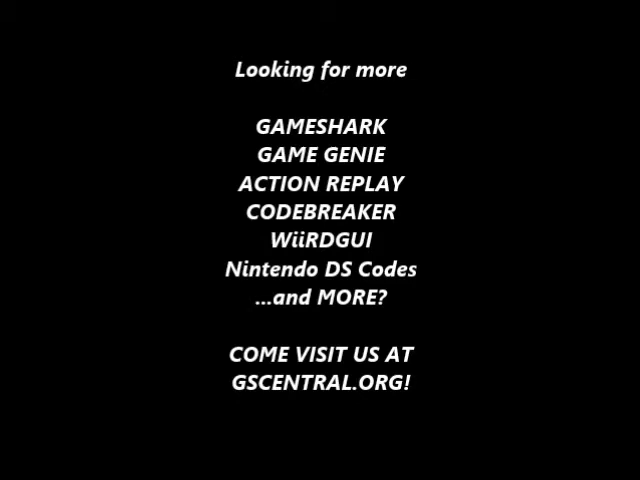 Looking for more
GAMESHARK
GAME GENIE
ACTION REPLAY
CODEBREAKER
WiiRDGUI
Nintendo DS Codes
...and MORE?
COME VISIT US AT
GSCENTRAL.ORG!